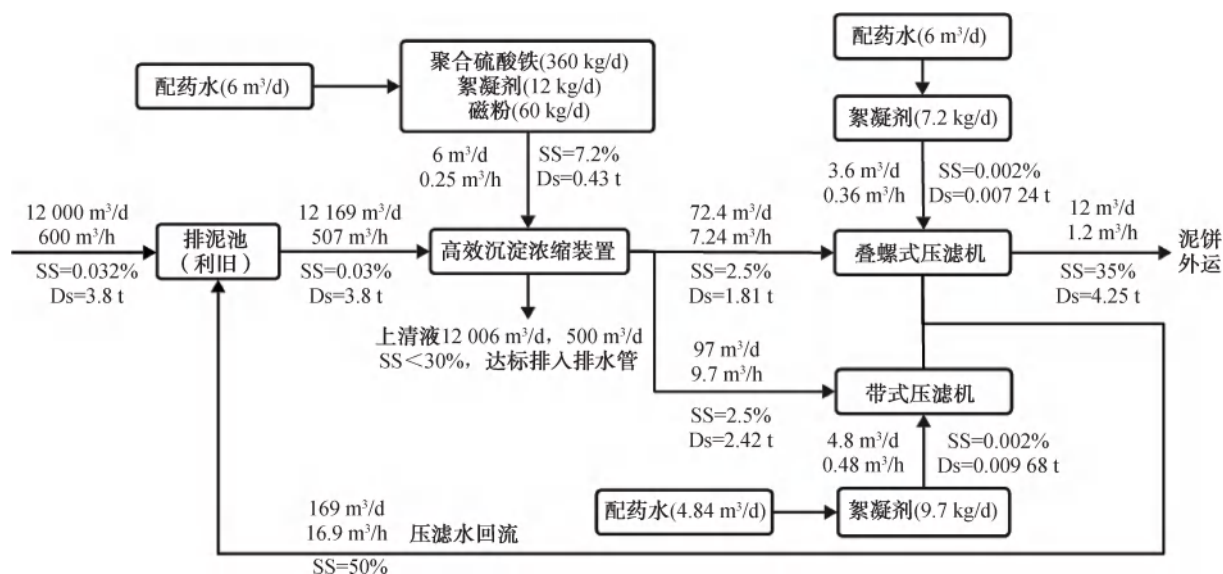 配药水(6 m³/d)
聚合硫酸铁(360 kg/d)
絮凝剂(12 kg/d)
磁粉(60 kg/d)
配药水(6 m³/d)
絮凝剂(7.2 kg/d)
6 m³/d
0.25 m³/h
SS=7.2%
Ds=0.43 t
3.6 m³/d
0.36 m³/h
SS=0.002%
Ds=0.007 24 t
12 000 m³/d
600 m³/h
SS=0.032%
Ds=3.8 t
排泥池
(利旧)
12 169 m³/d
507 m³/h
SS=0.03%
Ds=3.8 t
高效沉淀浓缩装置
72.4 m³/d
7.24 m³/h
SS=2.5%
Ds=1.81 t
叠螺式压滤机
12 m³/d
1.2 m³/h
SS=35%
Ds=4.25 t
泥饼
外运
上清液12 006 m³/d，500 m³/d
SS＜30%，达标排入排水管
97 m³/d
9.7 m³/h
SS=2.5%
Ds=2.42 t
带式压滤机
4.8 m³/d
0.48 m³/h
SS=0.002%
Ds=0.009 68 t
配药水(4.84 m³/d)
絮凝剂(9.7 kg/d)
169 m³/d
16.9 m³/h
压滤水回流
SS=50%